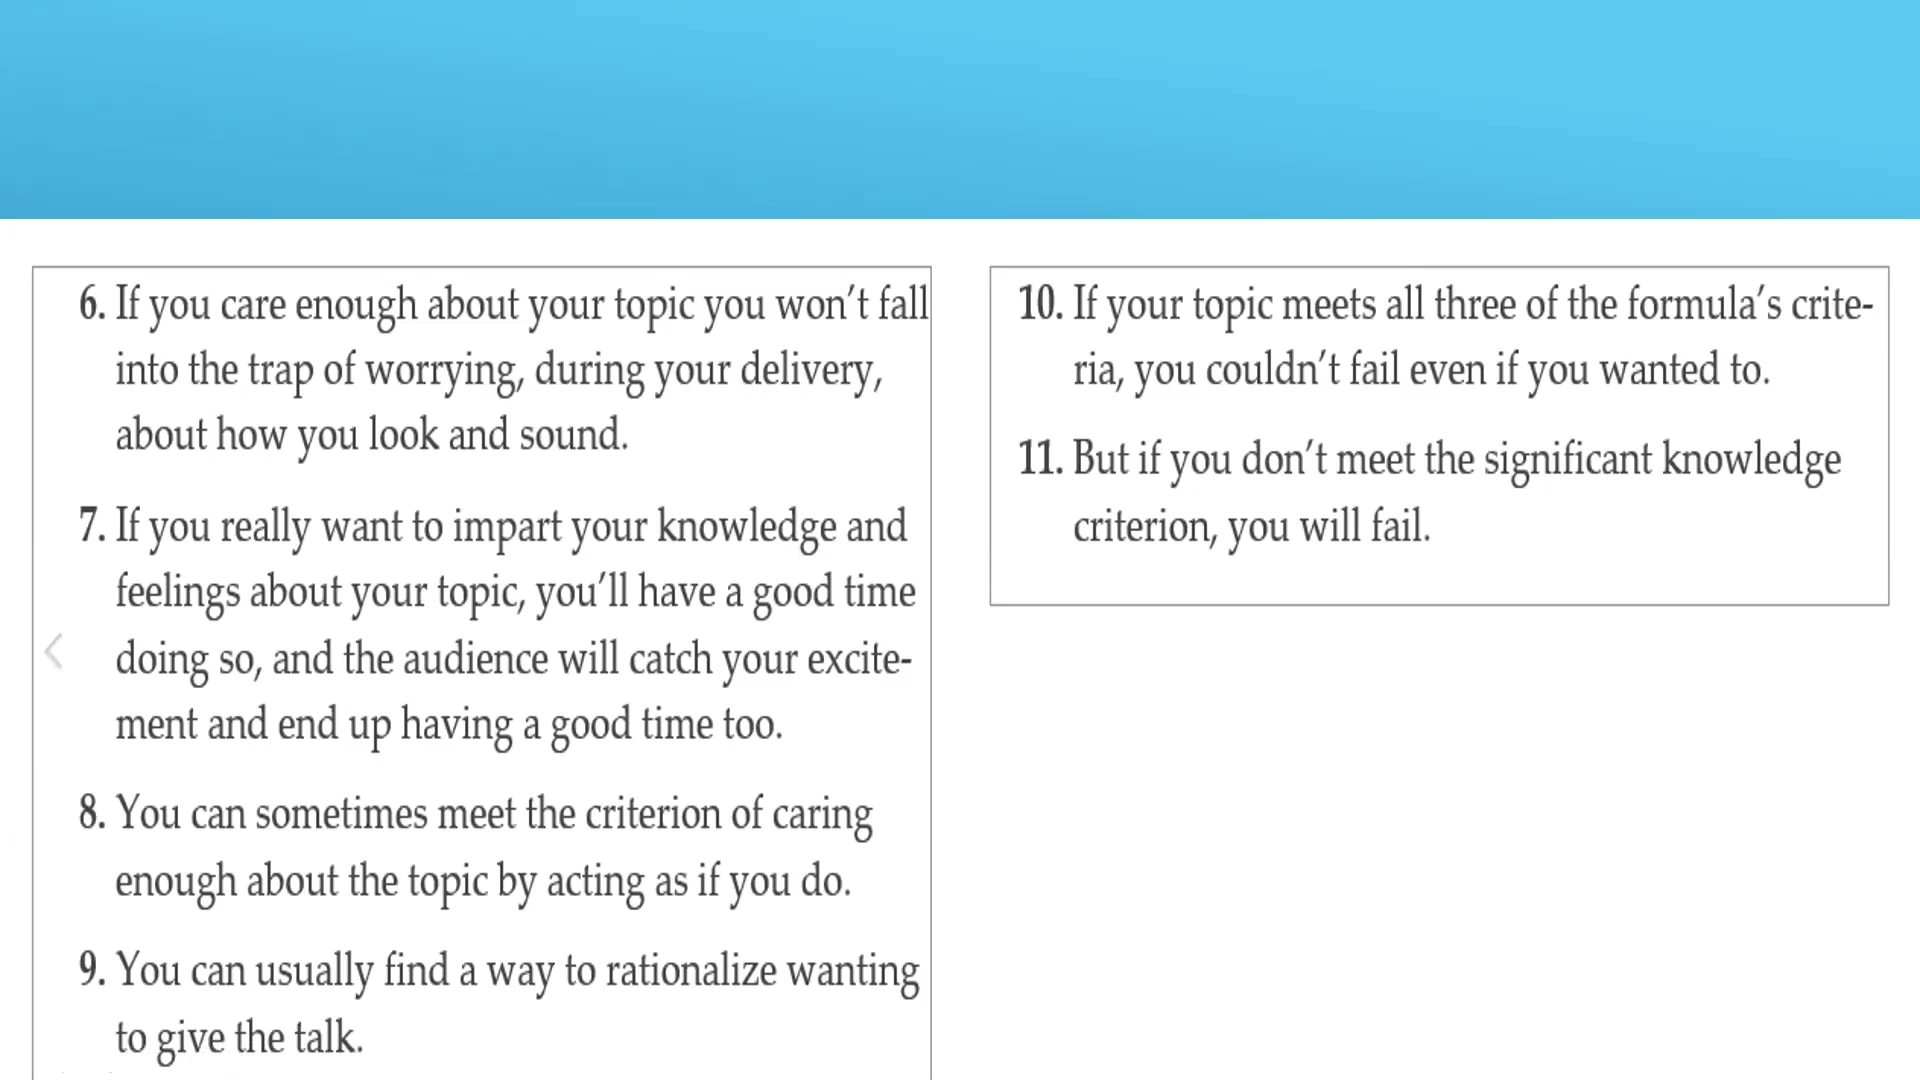 6. If you care enough about your topic you won’t fall
into the trap of worrying, during your delivery,
about how you look and sound.
7. If you really want to impart your knowledge and
feelings about your topic, you’ll have a good time
doing so, and the audience will catch your excite-
ment and end up having a good time too.
8. You can sometimes meet the criterion of caring
enough about the topic by acting as if you do.
9. You can usually find a way to rationalize wanting
to give the talk.
10. If your topic meets all three of the formula’s crite-
ria, you couldn’t fail even if you wanted to.
11. But if you don’t meet the significant knowledge
criterion, you will fail.